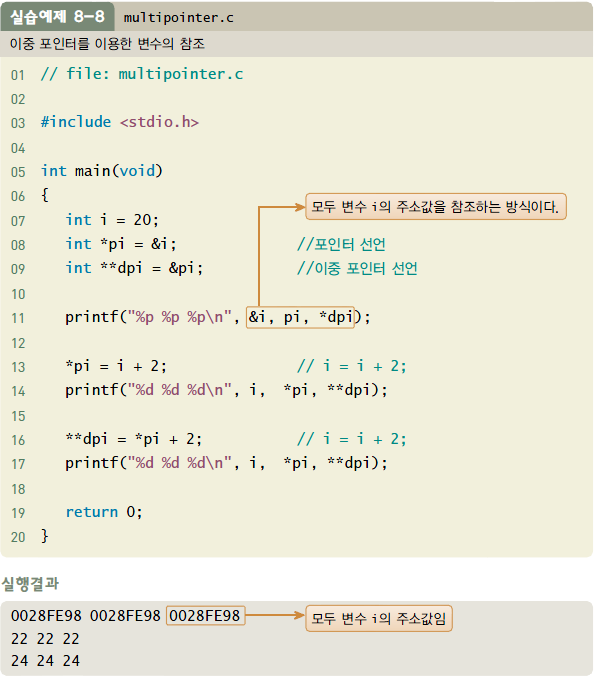 실습예제 8-8 multipointer.c
이중 포인터를 이용한 변수의 참조
01 // file: multipointer.c
02
03 #include <stdio.h>
04
05 int main(void)
06 {
모두 변수 i의 주소값을 참조하는 방식이다.
07 int i = 20;
08 int *pi = &i; //포인터 선언
09 int **dpi = &pi; //이중 포인터 선언
10
11 printf("%p %p %p\n", &i, pi, *dpi);
12
13 *pi = i + 2; // i = i + 2;
14 printf("%d %d %d\n", i, *pi, **dpi);
15
16 **dpi = *pi + 2; // i = i + 2;
17 printf("%d %d %d\n", i, *pi, **dpi);
18
19 return 0;
20 }
실행결과
0028FE98 0028FE98 0028FE98 모두 변수 i의 주소값임
22 22 22
24 24 24